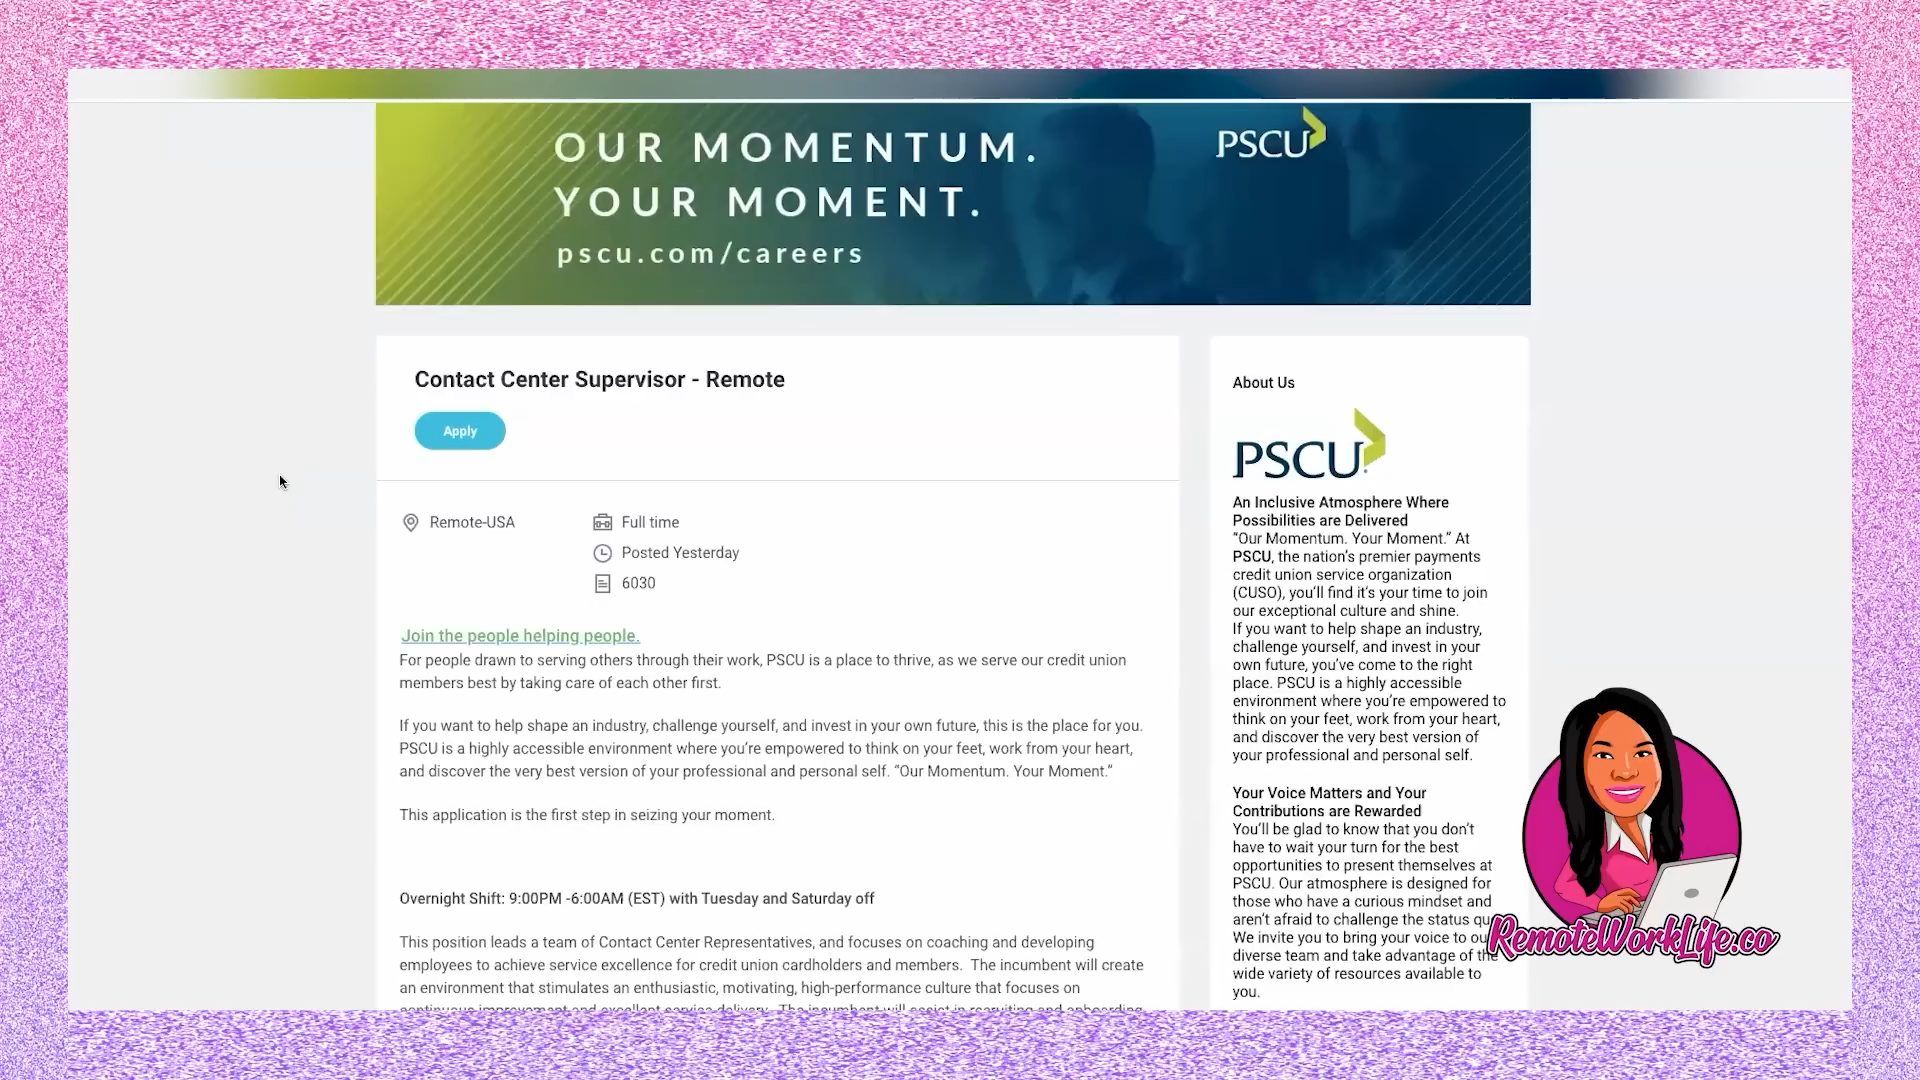 OUR MOMENTUM.
YOUR MOMENT.
pscu.com/careers
PSCU
Contact Center Supervisor - Remote
Apply
Remote-USA
Full time
Posted Yesterday
6030
Join the people helping people.
For people drawn to serving others through their work, PSCU is a place to thrive, as we serve our credit union
members best by taking care of each other first.
If you want to help shape an industry, challenge yourself, and invest in your own future, this is the place for you.
PSCU is a highly accessible environment where you're empowered to think on your feet, work from your heart,
and discover the very best version of your professional and personal self. “Our Momentum. Your Moment.”
This application is the first step in seizing your moment.
Overnight Shift: 9:00PM -6:00AM (EST) with Tuesday and Saturday off
This position leads a team of Contact Center Representatives, and focuses on coaching and developing
employees to achieve service excellence for credit union cardholders and members.  The incumbent will create
an environment that stimulates an enthusiastic, motivating, high-performance culture that focuses on
continuous improvement and excellent service delivery.  The incumbent will assist in recruiting and onboarding
About Us
PSCU
An Inclusive Atmosphere Where
Possibilities are Delivered
“Our Momentum. Your Moment.” At
PSCU, the nation's premier payments
credit union service organization
(CUSO), you'll find it's your time to join
our exceptional culture and shine.
If you want to help shape an industry,
challenge yourself, and invest in your
own future, you've come to the right
place. PSCU is a highly accessible
environment where you're empowered to
think on your feet, work from your heart,
and discover the very best version of
your professional and personal self.
Your Voice Matters and Your
Contributions are Rewarded
You'll be glad to know that you don't
have to wait your turn for the best
opportunities to present themselves at
PSCU. Our atmosphere is designed for
those who have a curious mindset and
aren't afraid to challenge the status qu
We invite you to bring your voice to ou
diverse team and take advantage of the
wide variety of resources available to
you.
RemoteWorkLife.co